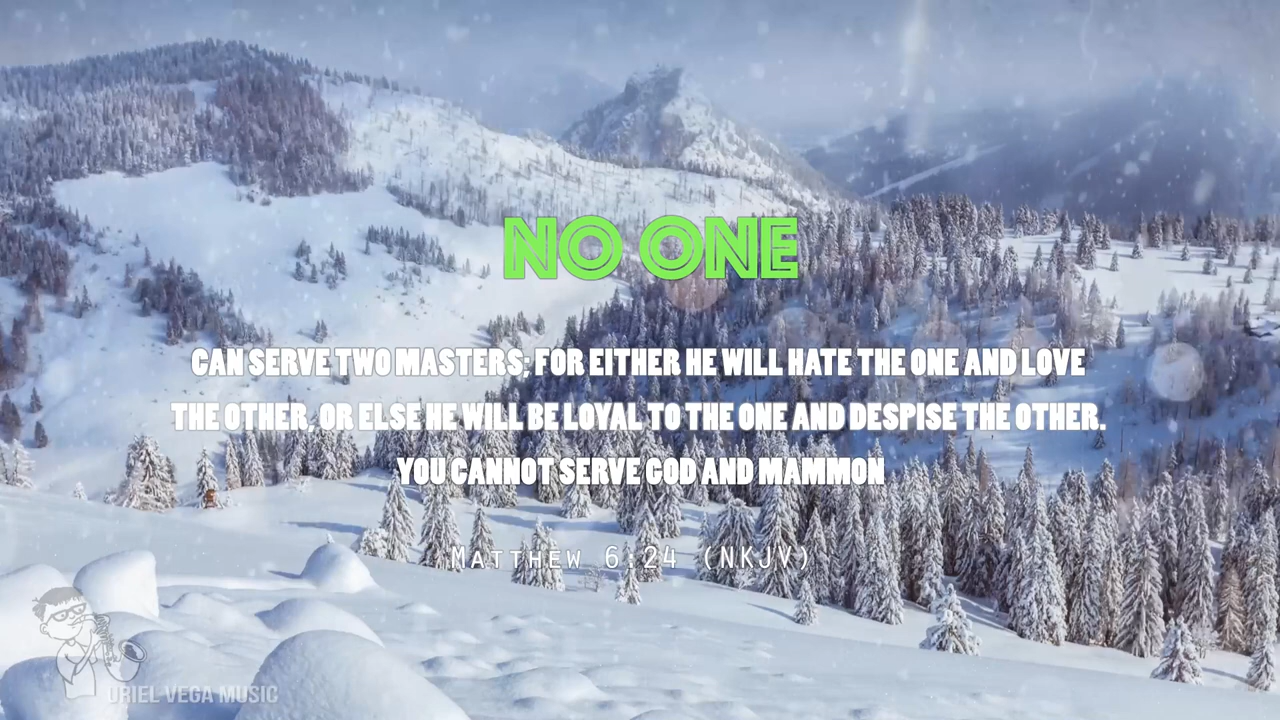 NO ONE
CAN SERVE TWO MASTERS; FOR EITHER HE WILL HATE THE ONE AND LOVE
THE OTHER, OR ELSE HE WILL BE LOYAL TO THE ONE AND DESPISE THE OTHER.
YOU CANNOT SERVE GOD AND MAMMON
MATTHEW 6:24 (NKJV)
URIEL VEGA MUSIC